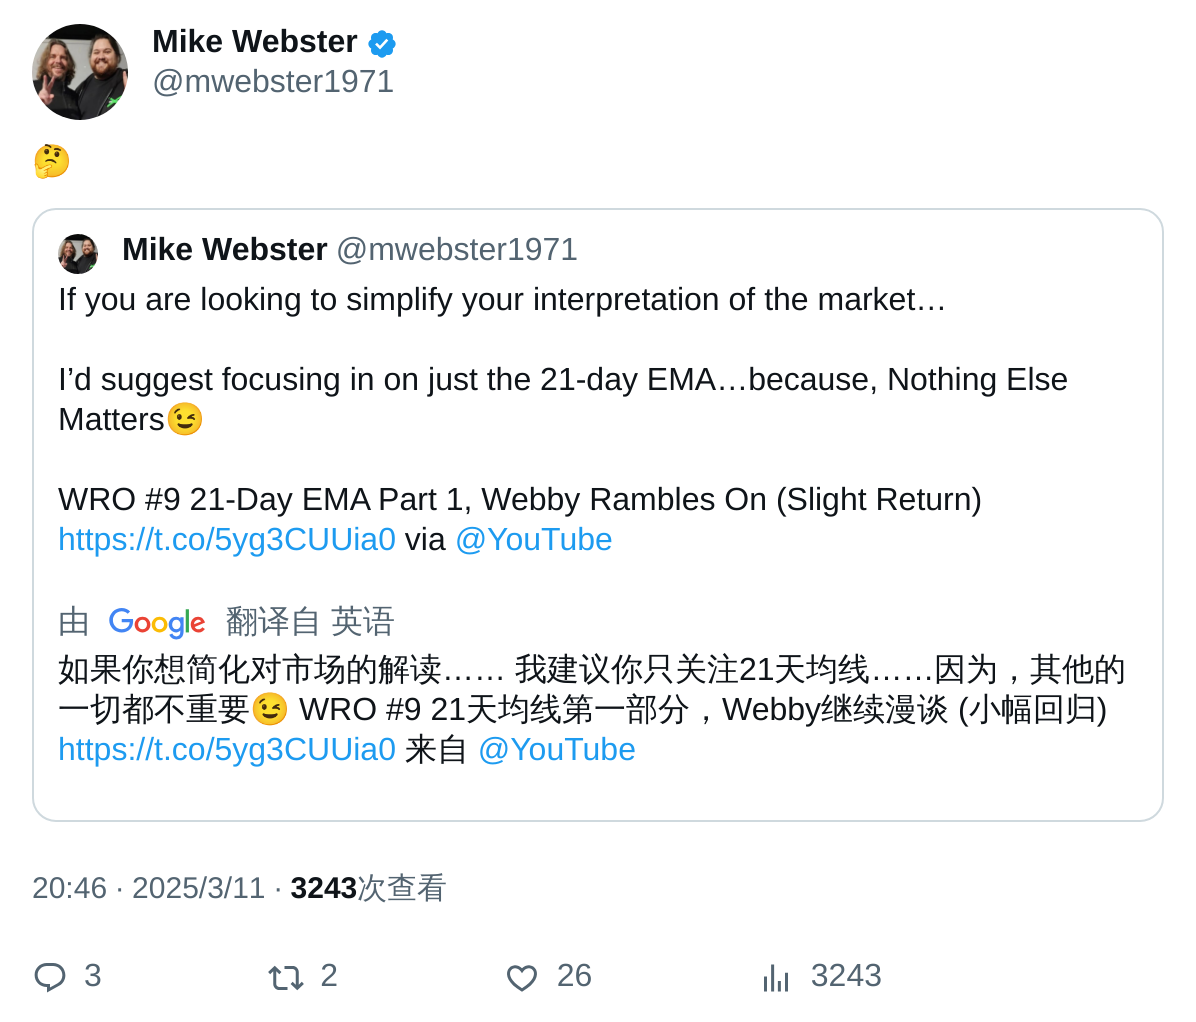 Mike Webster
@mwebster1971
🤔
Mike Webster @mwebster1971
If you are looking to simplify your interpretation of the market…
I’d suggest focusing in on just the 21-day EMA…because, Nothing Else
Matters😉
WRO #9 21-Day EMA Part 1, Webby Rambles On (Slight Return)
https://t.co/5yg3CUUia0 via @YouTube
由 Google 翻译自 英语
如果你想简化对市场的解读…… 我建议你只关注21天均线……因为，其他的
一切都不重要😉 WRO #9 21天均线第一部分，Webby继续漫谈 (小幅回归)
https://t.co/5yg3CUUia0 来自 @YouTube
20:46 · 2025/3/11 · 3243次查看
3 2 26 3243